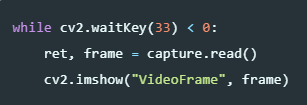 while cv2.waitKey(33) < 0:
    ret, frame = capture.read()
    cv2.imshow("VideoFrame", frame)